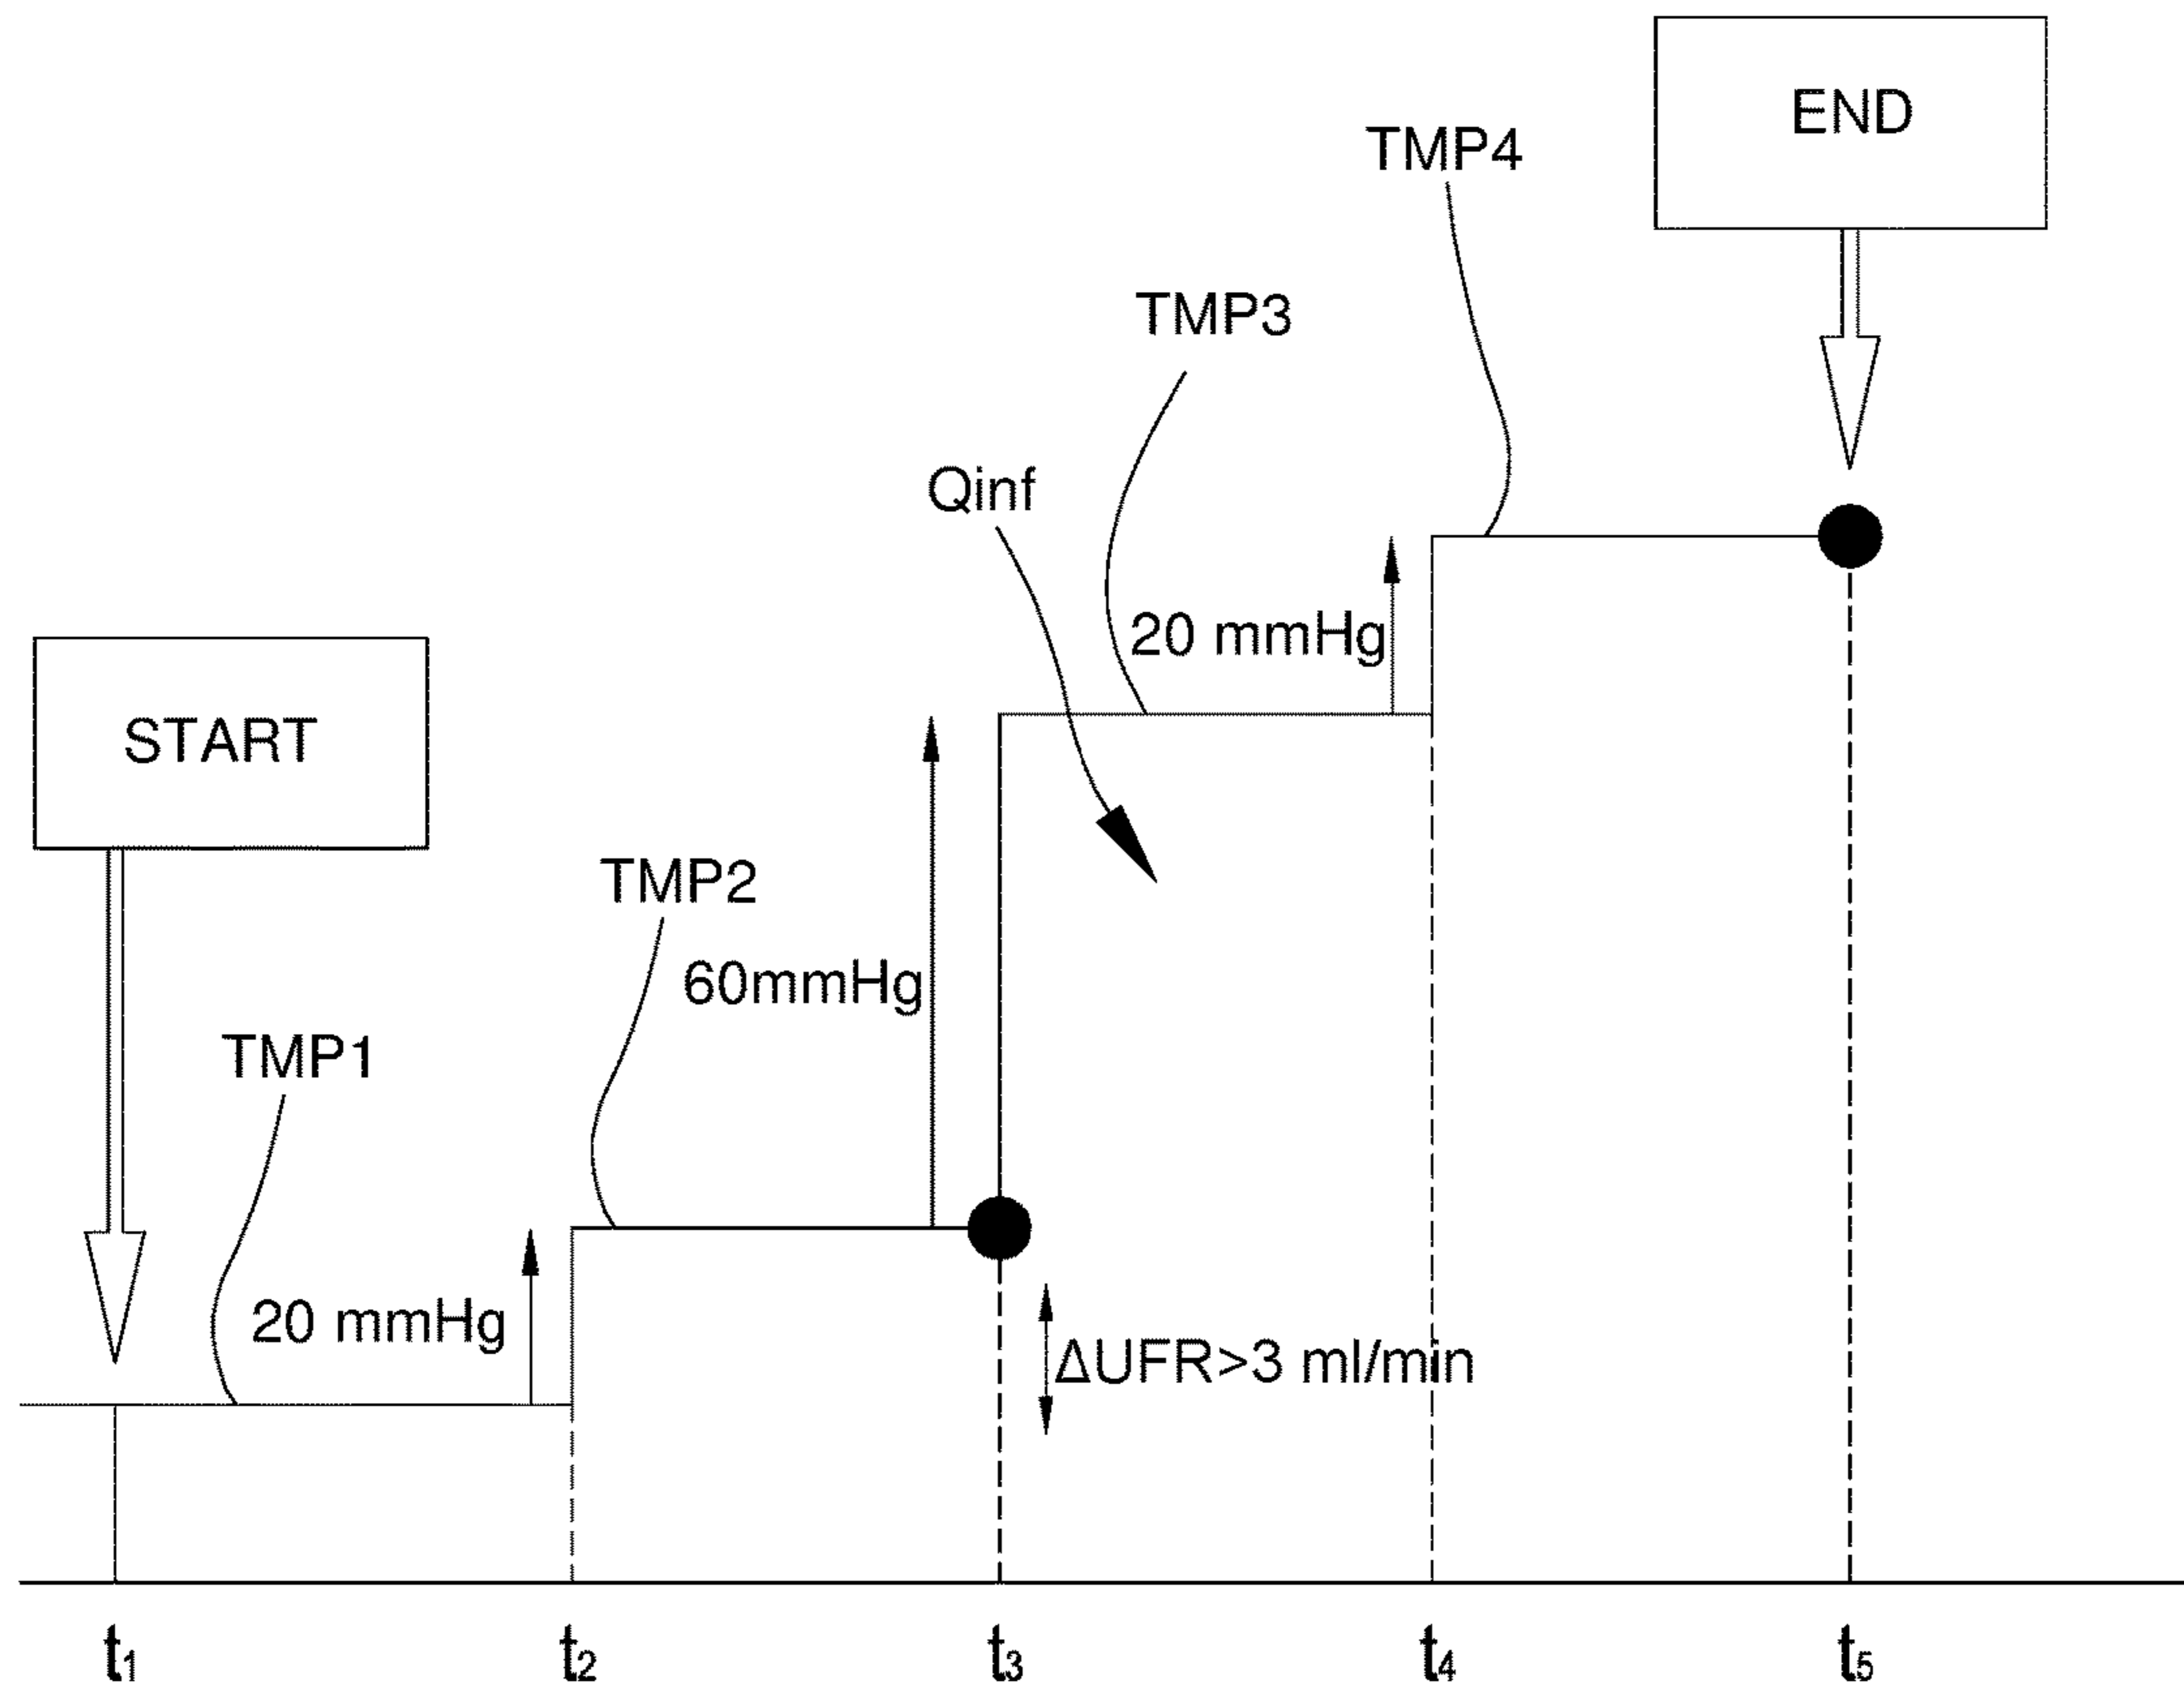 END
TMP4
TMP3
Qinf
20 mmHg
START
TMP2
60mmHg
TMP1
20 mmHg
ΔUFR>3 ml/min
t1 t2 t3 t4 t5